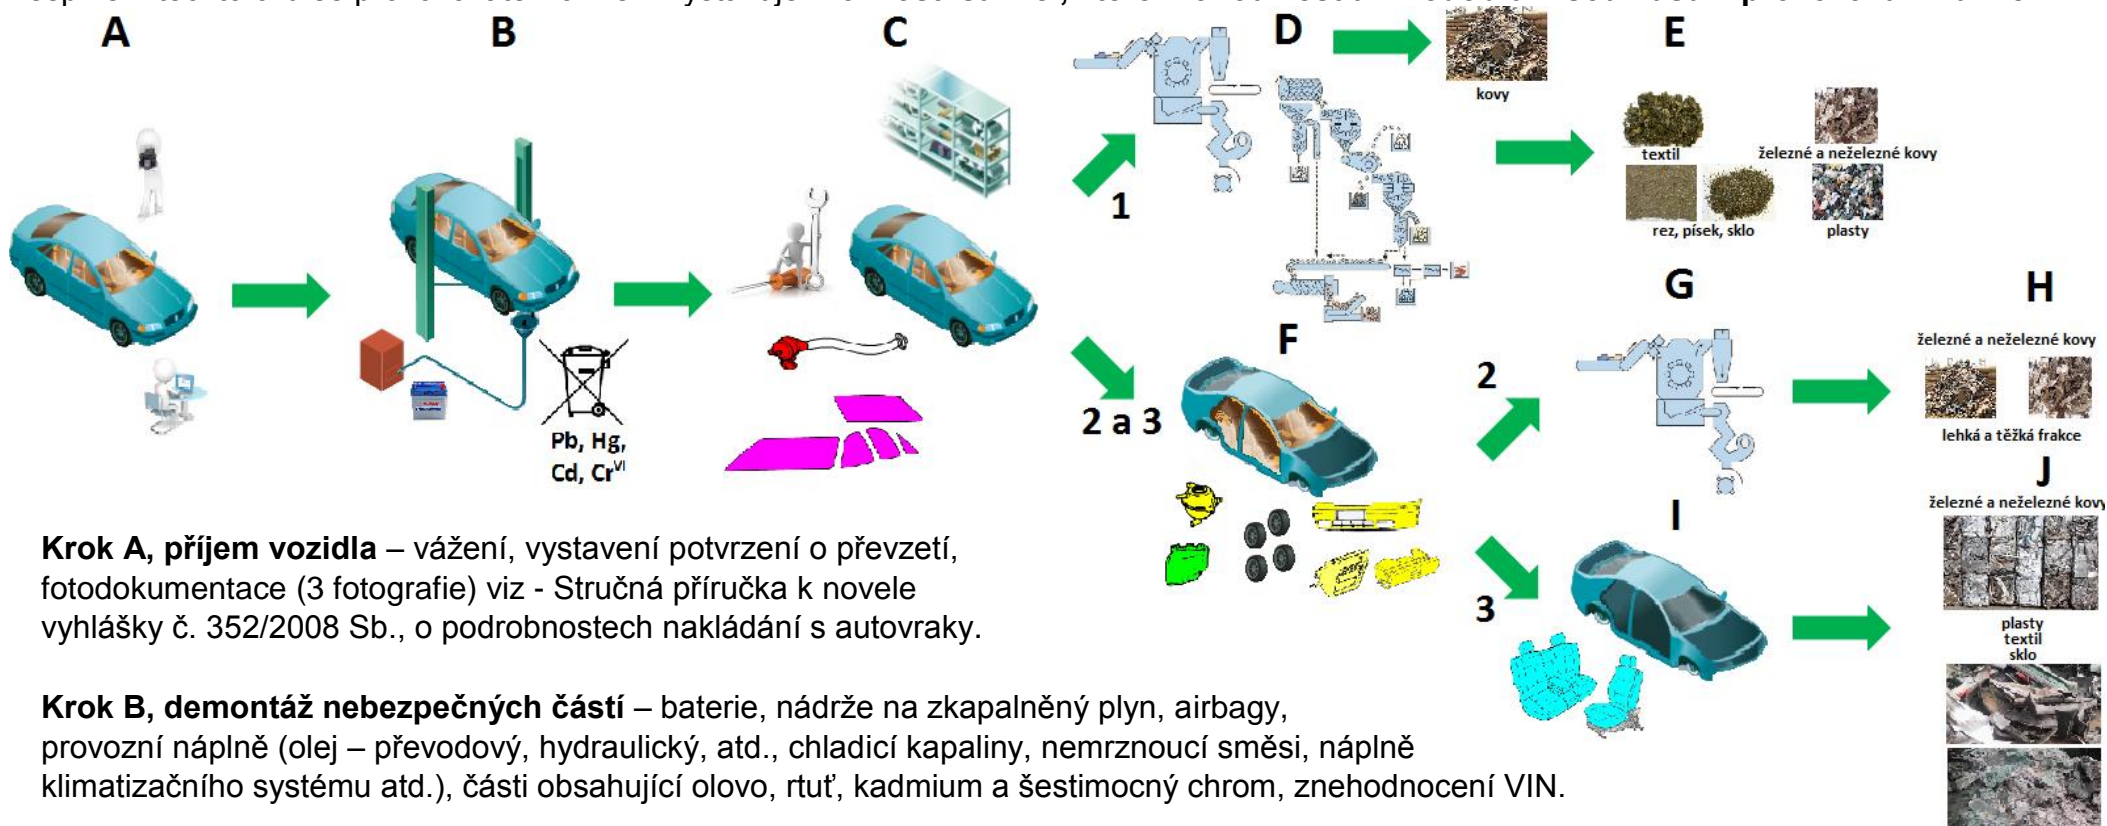 A
B
C
D
E
kovy
textil
železné a neželezné kovy
rez, písek, sklo
plasty
1
F
2 a 3
G
H
2
železné a neželezné kovy
lehká a těžká frakce
Pb, Hg,
Cd, Cr^VI
I
J
3
železné a neželezné kovy
plasty
textil
sklo
Krok A, příjem vozidla – vážení, vystavení potvrzení o převzetí,
fotodokumentace (3 fotografie) viz - Stručná příručka k novele
vyhlášky č. 352/2008 Sb., o podrobnostech nakládání s autovraky.
Krok B, demontáž nebezpečných částí – baterie, nádrže na zkapalněný plyn, airbagy,
provozní náplně (olej – převodový, hydraulický, atd., chladicí kapaliny, nemrznoucí směsi, náplně
klimatizačního systému atd.), části obsahující olovo, rtuť, kadmium a šestimocný chrom, znehodnocení VIN.